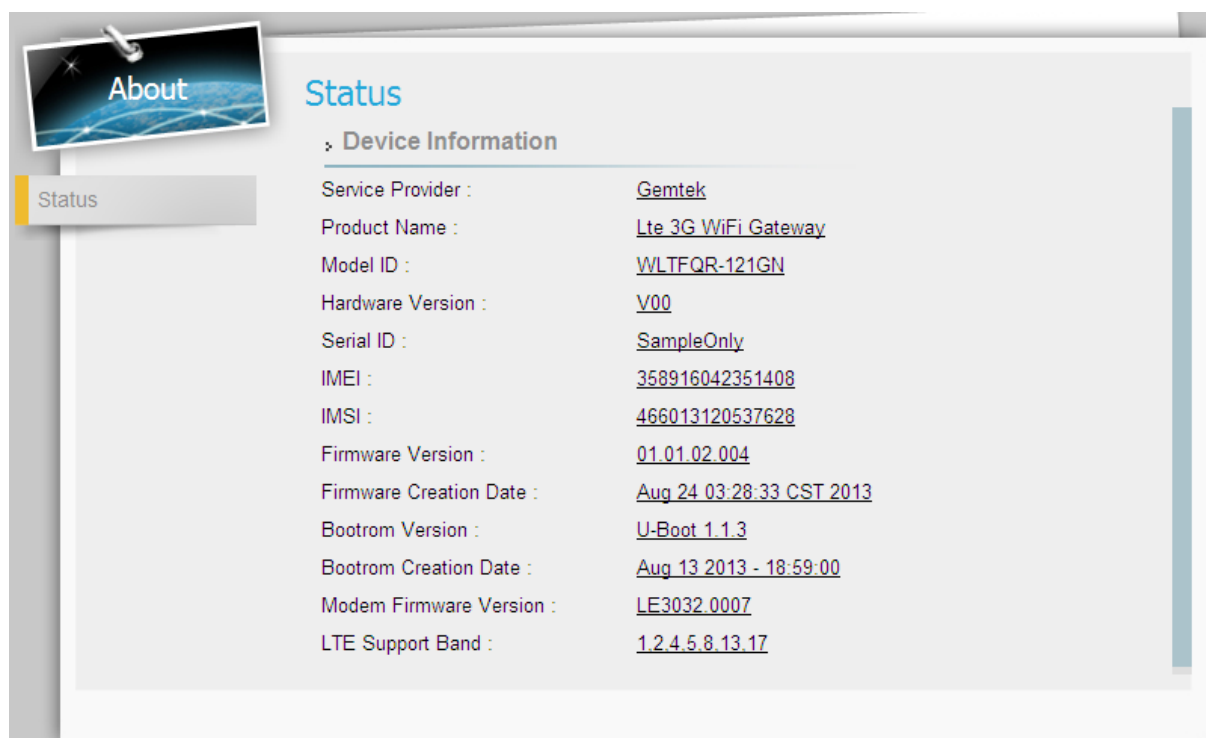 About
Status
Status
Device Information
Service Provider : Gemtek
Product Name : Lte 3G WiFi Gateway
Model ID : WLTFQR-121GN
Hardware Version : V00
Serial ID : SampleOnly
IMEI : 358916042351408
IMSI : 466013120537628
Firmware Version : 01.01.02.004
Firmware Creation Date : Aug 24 03:28:33 CST 2013
Bootrom Version : U-Boot 1.1.3
Bootrom Creation Date : Aug 13 2013 - 18:59:00
Modem Firmware Version : LE3032.0007
LTE Support Band : 1,2,4,5,8,13,17